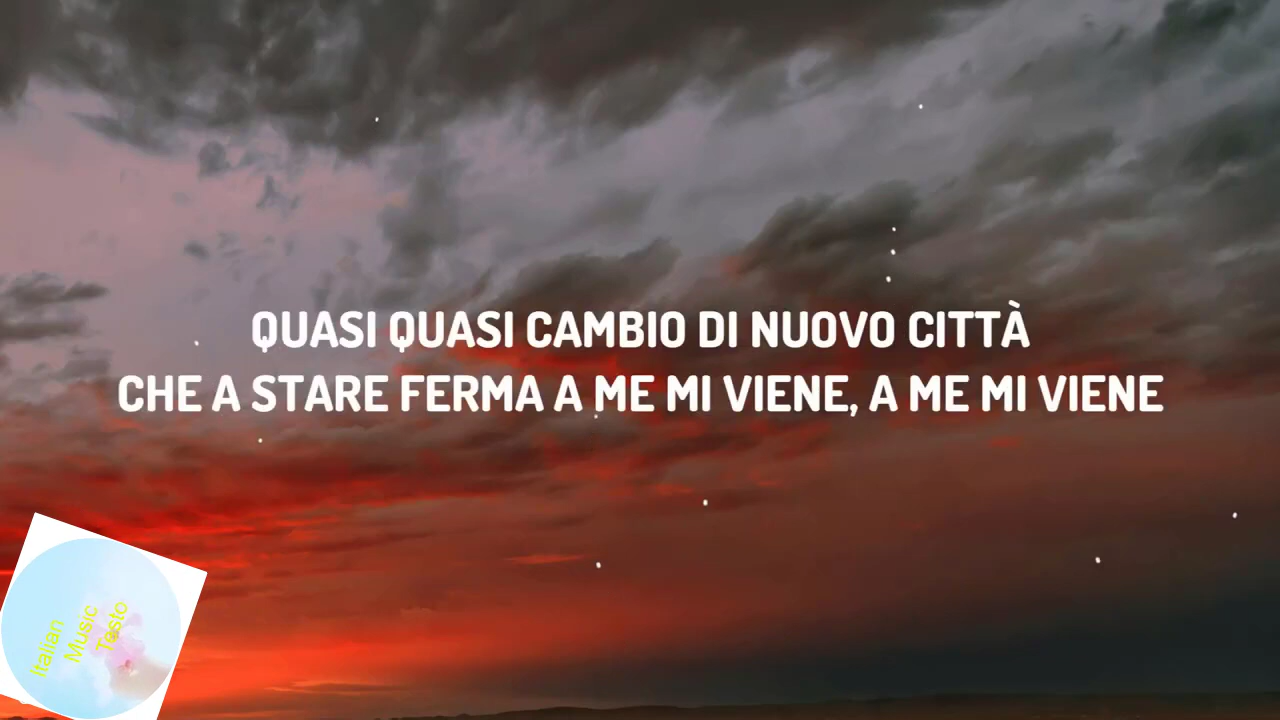 QUASI QUASI CAMBIO DI NUOVO CITTÀ
CHE A STARE FERMA A ME MI VIENE, A ME MI VIENE
Italian
Music
Testo